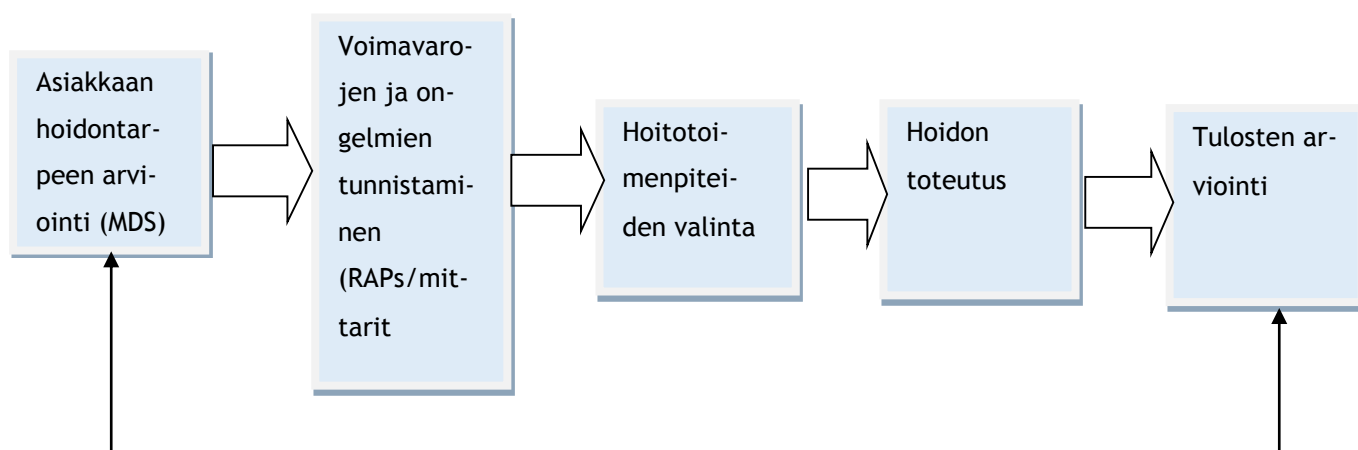 Asiakkaan
hoidontar-
peen arvi-
ointi (MDS)
Voimavaro-
jen ja on-
gelmien
tunnistami-
nen
(RAPs/mit-
tarit
Hoitotoi-
menpitei-
den valinta
Hoidon
toteutus
Tulosten ar-
viointi